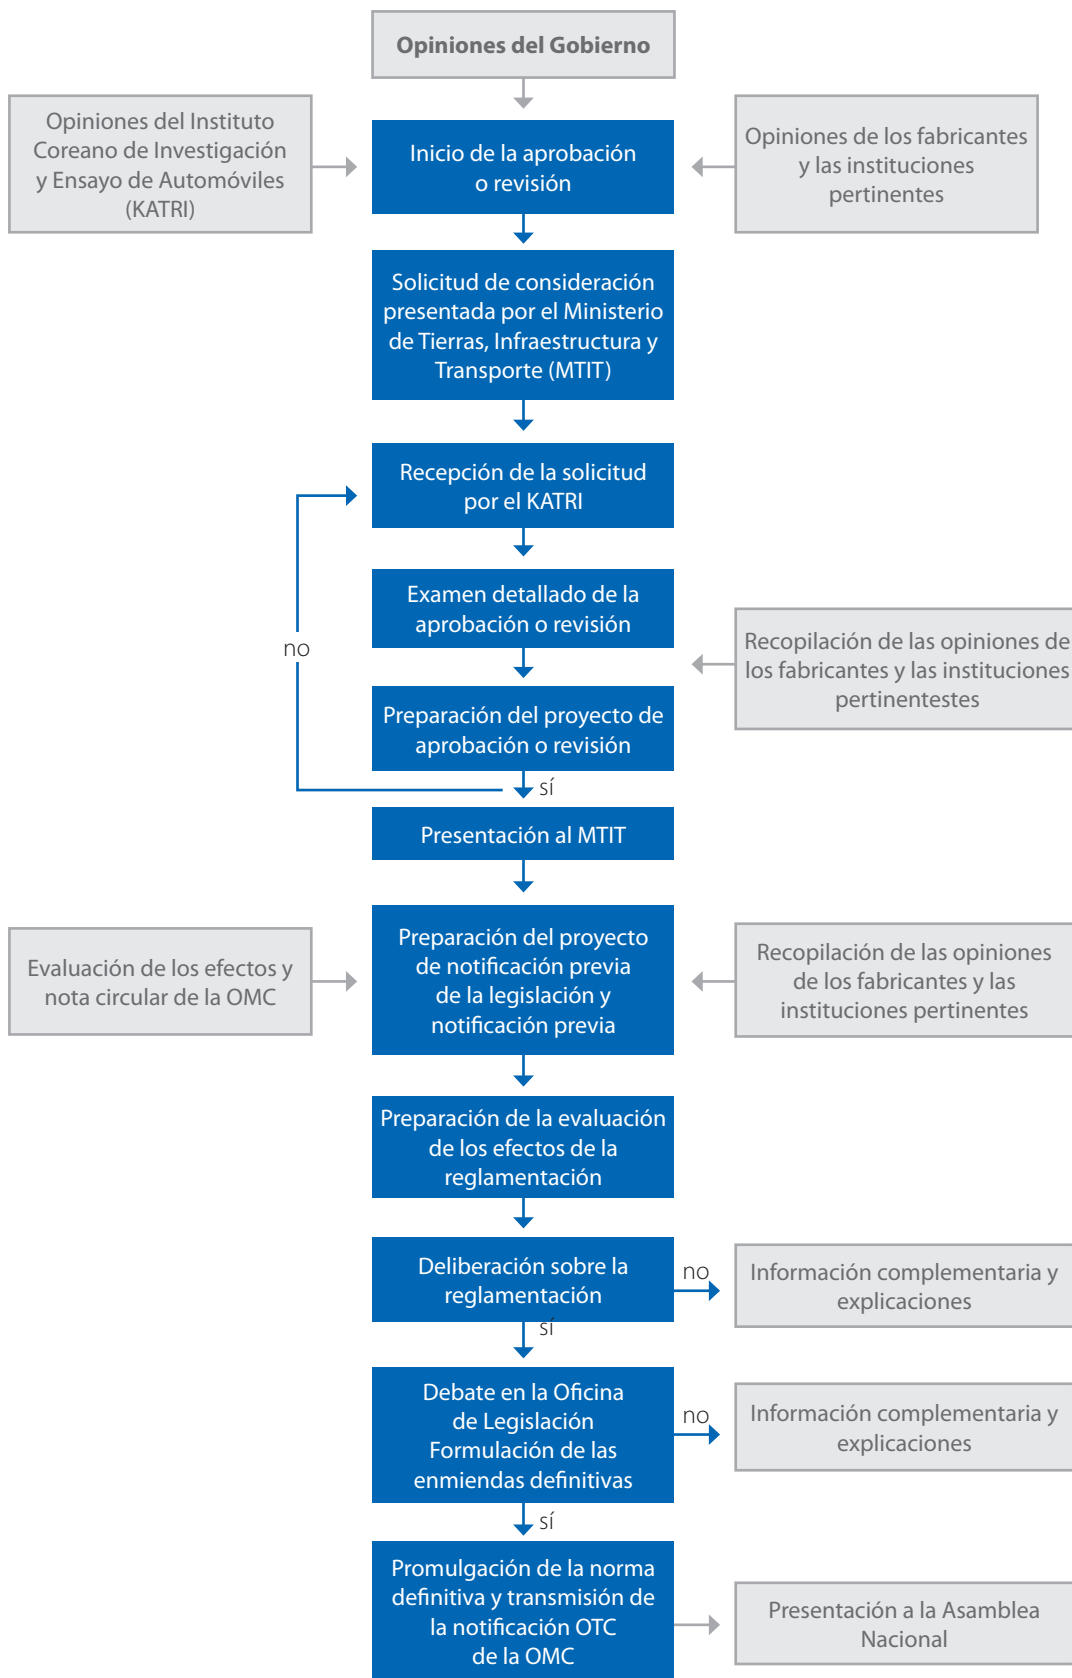 Opiniones del Gobierno
Opiniones del Instituto
Coreano de Investigación
y Ensayo de Automóviles
(KATRI)
Inicio de la aprobación
o revisión
Opiniones de los fabricantes
y las instituciones
pertinentes
Solicitud de consideración
presentada por el Ministerio
de Tierras, Infraestructura y
Transporte (MTIT)
Recepción de la solicitud
por el KATRI
Examen detallado de la
aprobación o revisión
no
Recopilación de las opiniones de
los fabricantes y las instituciones
pertinentestes
Preparación del proyecto de
aprobación o revisión
sí
Presentación al MTIT
Evaluación de los efectos y
nota circular de la OMC
Preparación del proyecto
de notificación previa
de la legislación y
notificación previa
Recopilación de las opiniones
de los fabricantes y las
instituciones pertinentes
Preparación de la evaluación
de los efectos de la
reglamentación
Deliberación sobre la
reglamentación
no
Información complementaria y
explicaciones
sí
Debate en la Oficina
de Legislación
Formulación de las
enmiendas definitivas
no
Información complementaria y
explicaciones
sí
Promulgación de la norma
definitiva y transmisión de
la notificación OTC
de la OMC
Presentación a la Asamblea
Nacional